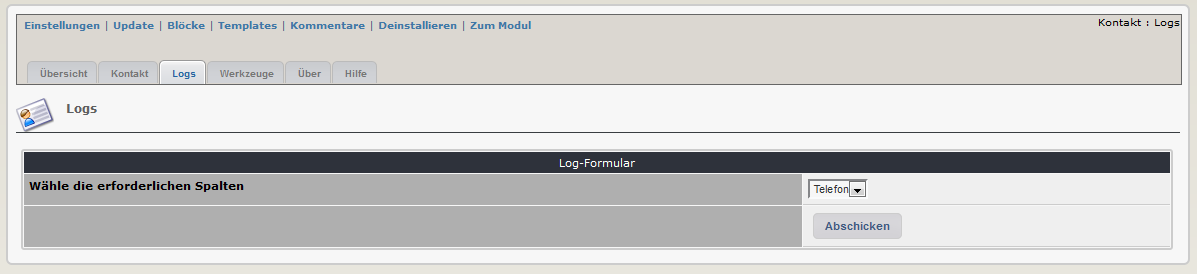 Einstellungen | Update | Blöcke | Templates | Kommentare | Deinstallieren | Zum Modul
Kontakt : Logs
Übersicht Kontakt Logs Werkzeuge Über Hilfe
Logs
Log-Formular
Wähle die erforderlichen Spalten Telefon
Abschicken